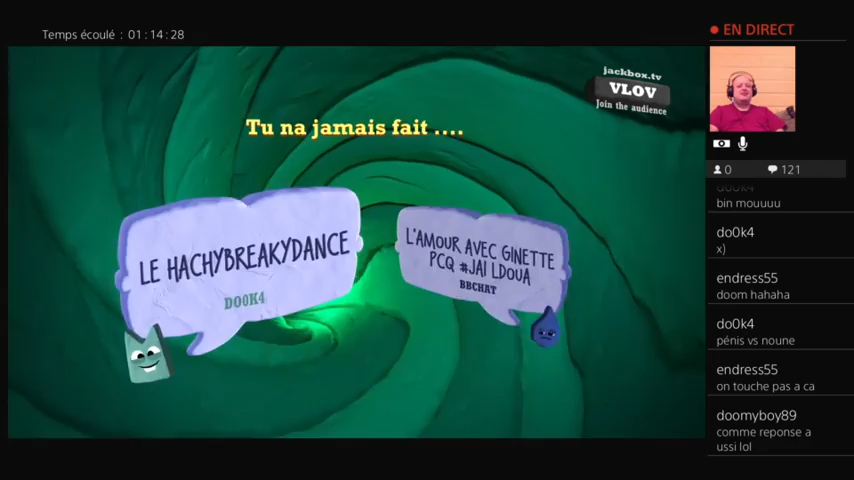 Temps écoulé : 01:14:28
EN DIRECT
jackbox.tv
VLOV
Join the audience
Tu na jamais fait ....
LE HACHYBREAKYDANCE
DO0K4
L'AMOUR AVEC GINETTE
PCQ #JAI LDOUA
BBCHAT
0
121
do0k4
bin mouuuu
do0k4
x)
endress55
doom hahaha
do0k4
pénis vs noune
endress55
on touche pas a ca
doomyboy89
comme reponse a
ussi lol